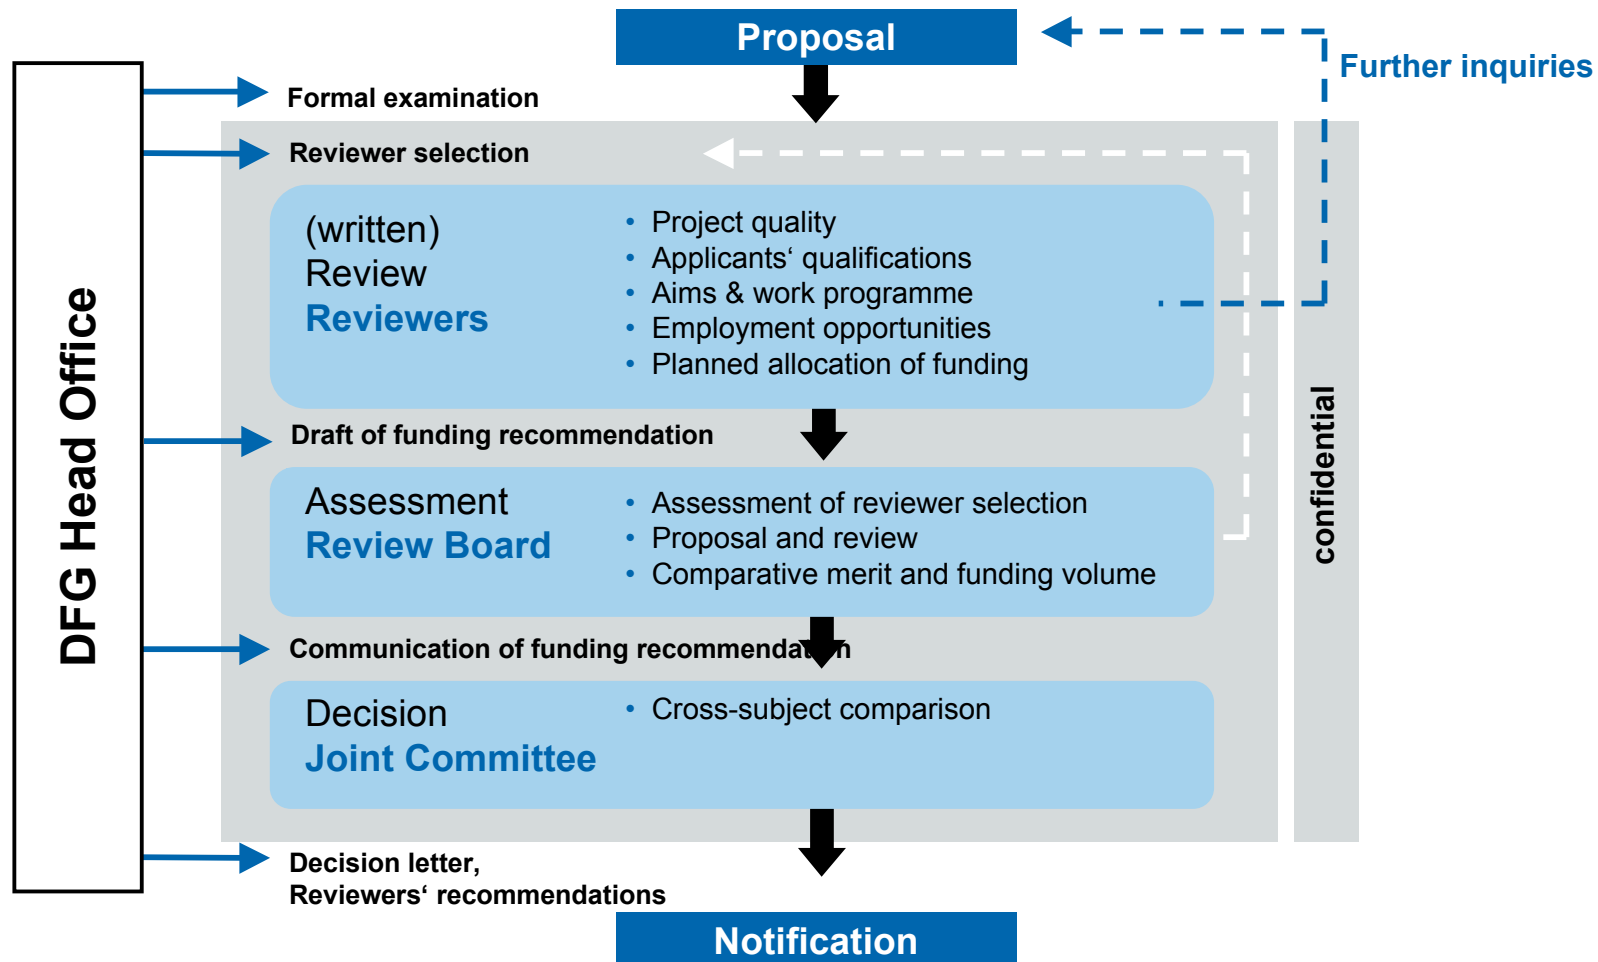 Proposal
Further inquiries
DFG Head Office
Formal examination
Reviewer selection
(written)
Review
Reviewers
• Project quality
• Applicants‘ qualifications
• Aims & work programme
• Employment opportunities
• Planned allocation of funding
confidential
Draft of funding recommendation
Assessment
Review Board
• Assessment of reviewer selection
• Proposal and review
• Comparative merit and funding volume
Communication of funding recommendation
Decision
Joint Committee
• Cross-subject comparison
Decision letter,
Reviewers‘ recommendations
Notification